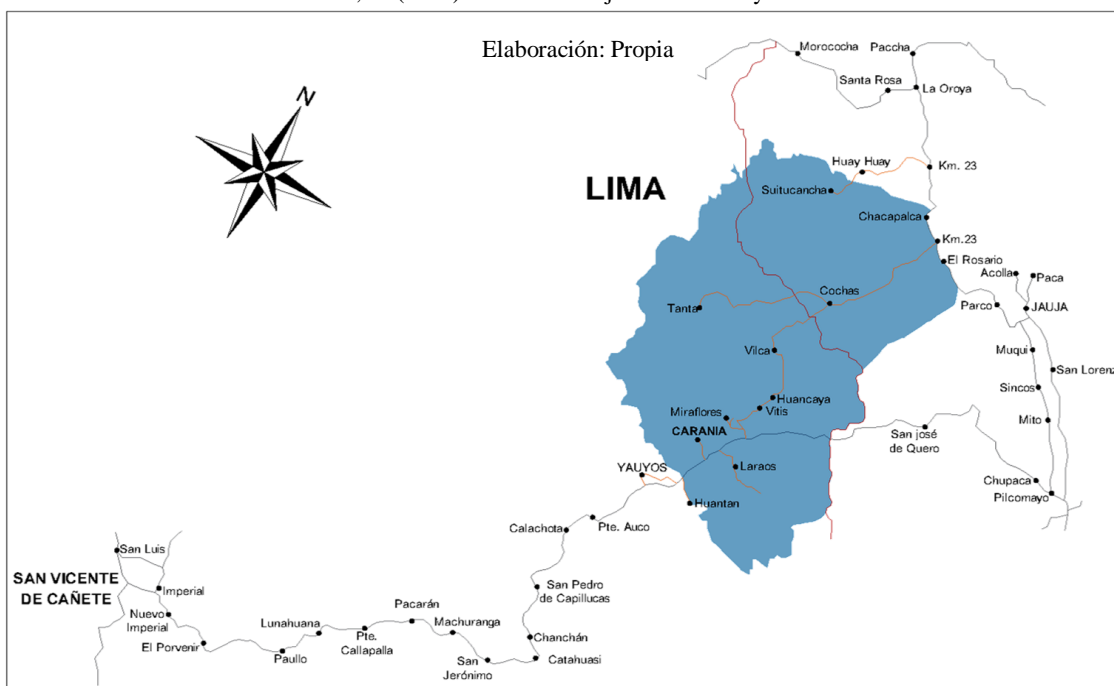 Elaboración: Propia
N
Morococha
Paccha
Santa Rosa
La Oroya
Huay Huay
Km. 23
LIMA
Suitucancha
Chacapalca
Km.23
El Rosario
Acolla
Paca
Cochas
Tanta
Parco
JAUJA
Vilca
Muqui
San Lorenz
Huancaya
Sincos
Miraflores
Vitis
Mito
CARANIA
San josé
de Quero
YAUYOS
Laraos
Chupaca
Pilcomayo
Huantan
Calachota
Pte. Auco
San Luis
SAN VICENTE
DE CAÑETE
Imperial
San Pedro
de Capillucas
Nuevo
Imperial
Pacarán
Lunahuana
Machuranga
Pte.
Callapalla
Chanchán
El Porvenir
Paullo
San
Jerónimo
Catahuasi